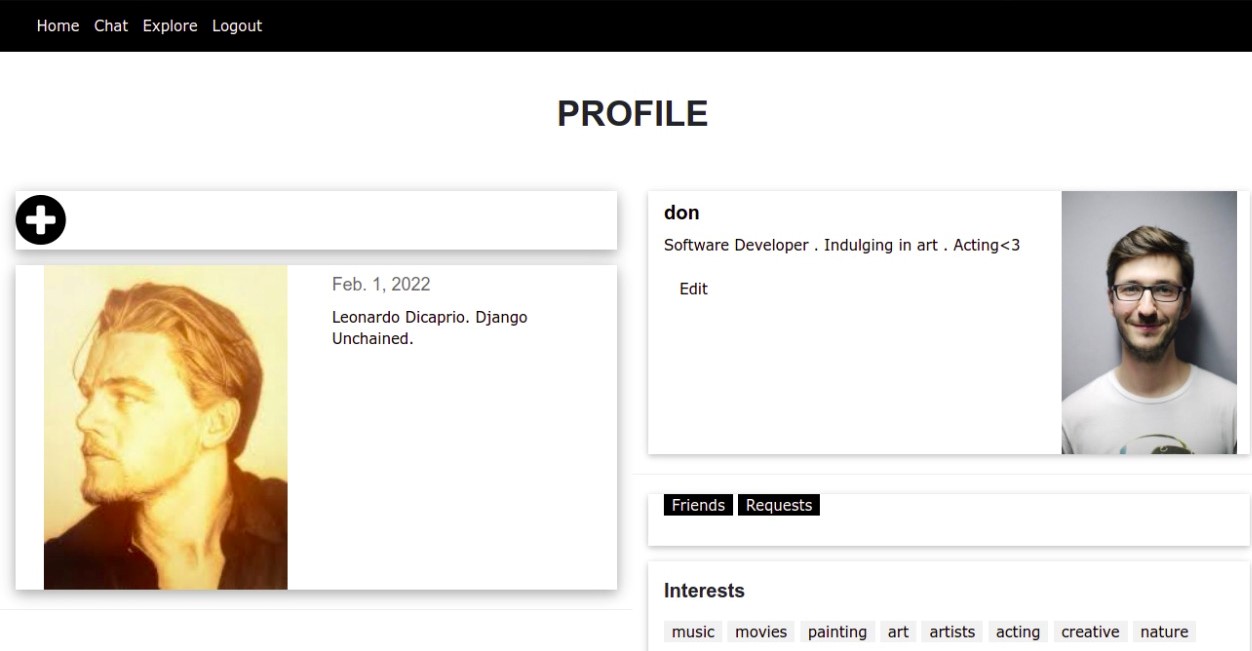 Home Chat Explore Logout
PROFILE
Feb. 1, 2022
Leonardo Dicaprio. Django
Unchained.
don
Software Developer . Indulging in art . Acting<3
Edit
Friends Requests
Interests
music movies painting art artists acting creative nature